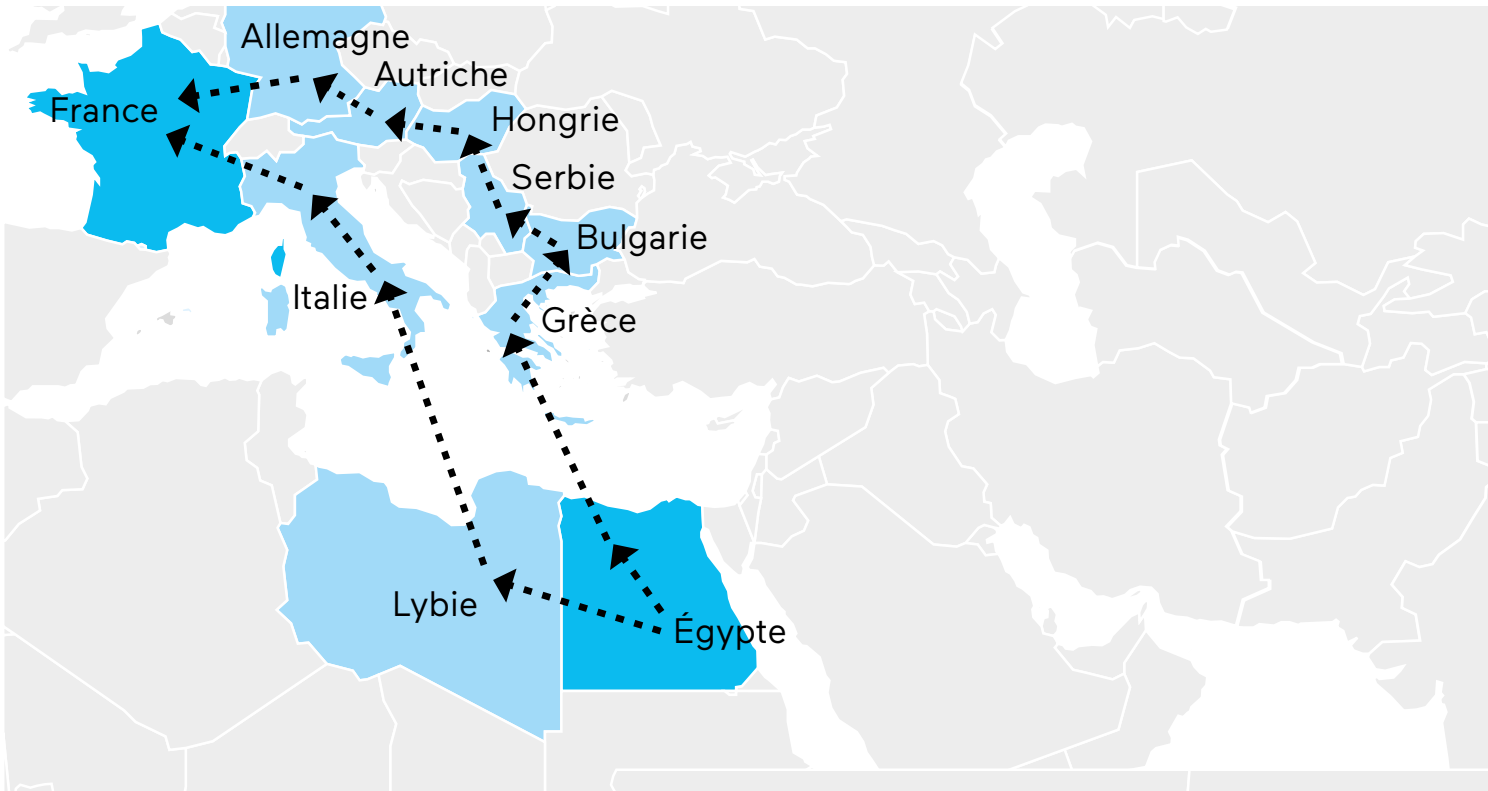 Allemagne
Autriche
France
Hongrie
Serbie
Bulgarie
Italie
Grèce
Lybie
Égypte